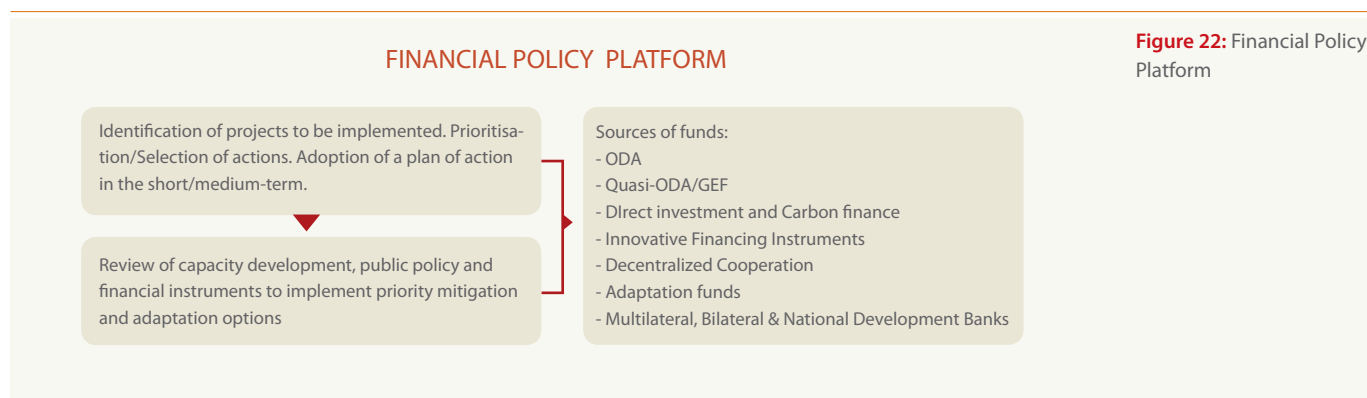 FINANCIAL POLICY PLATFORM
Figure 22: Financial Policy
Platform
Identification of projects to be implemented. Prioritisa-
tion/Selection of actions. Adoption of a plan of action
in the short/medium-term.
Review of capacity development, public policy and
financial instruments to implement priority mitigation
and adaptation options
Sources of funds:
- ODA
- Quasi-ODA/GEF
- DIrect investment and Carbon finance
- Innovative Financing Instruments
- Decentralized Cooperation
- Adaptation funds
- Multilateral, Bilateral & National Development Banks